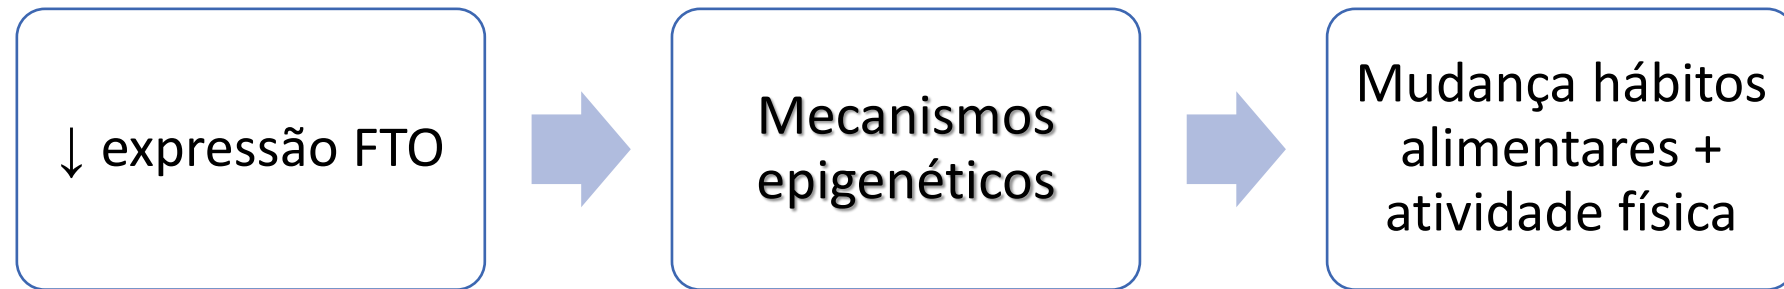 ↓ expressão FTO
Mecanismos
epigenéticos
Mudança hábitos
alimentares +
atividade física